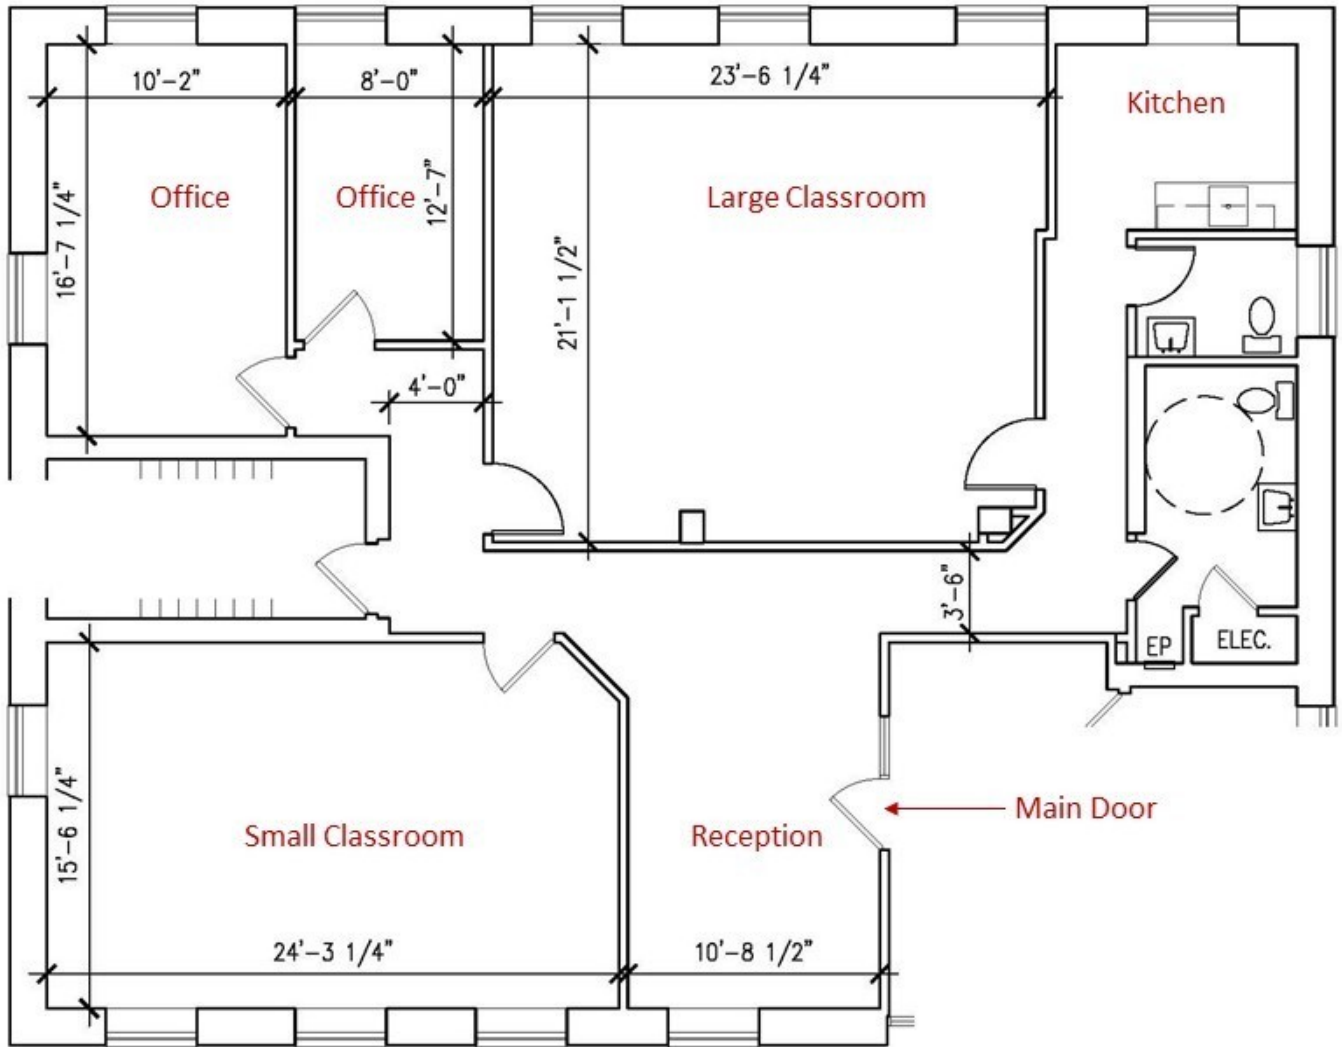 10'-2"
8'-0"
23'-6 1/4"
Kitchen
Office
Office
Large Classroom
16'-7 1/4"
12'-7"
21'-1 1/2"
4'-0"
3'-6"
EP
ELEC.
Main Door
Small Classroom
Reception
15'-6 1/4"
24'-3 1/4"
10'-8 1/2"